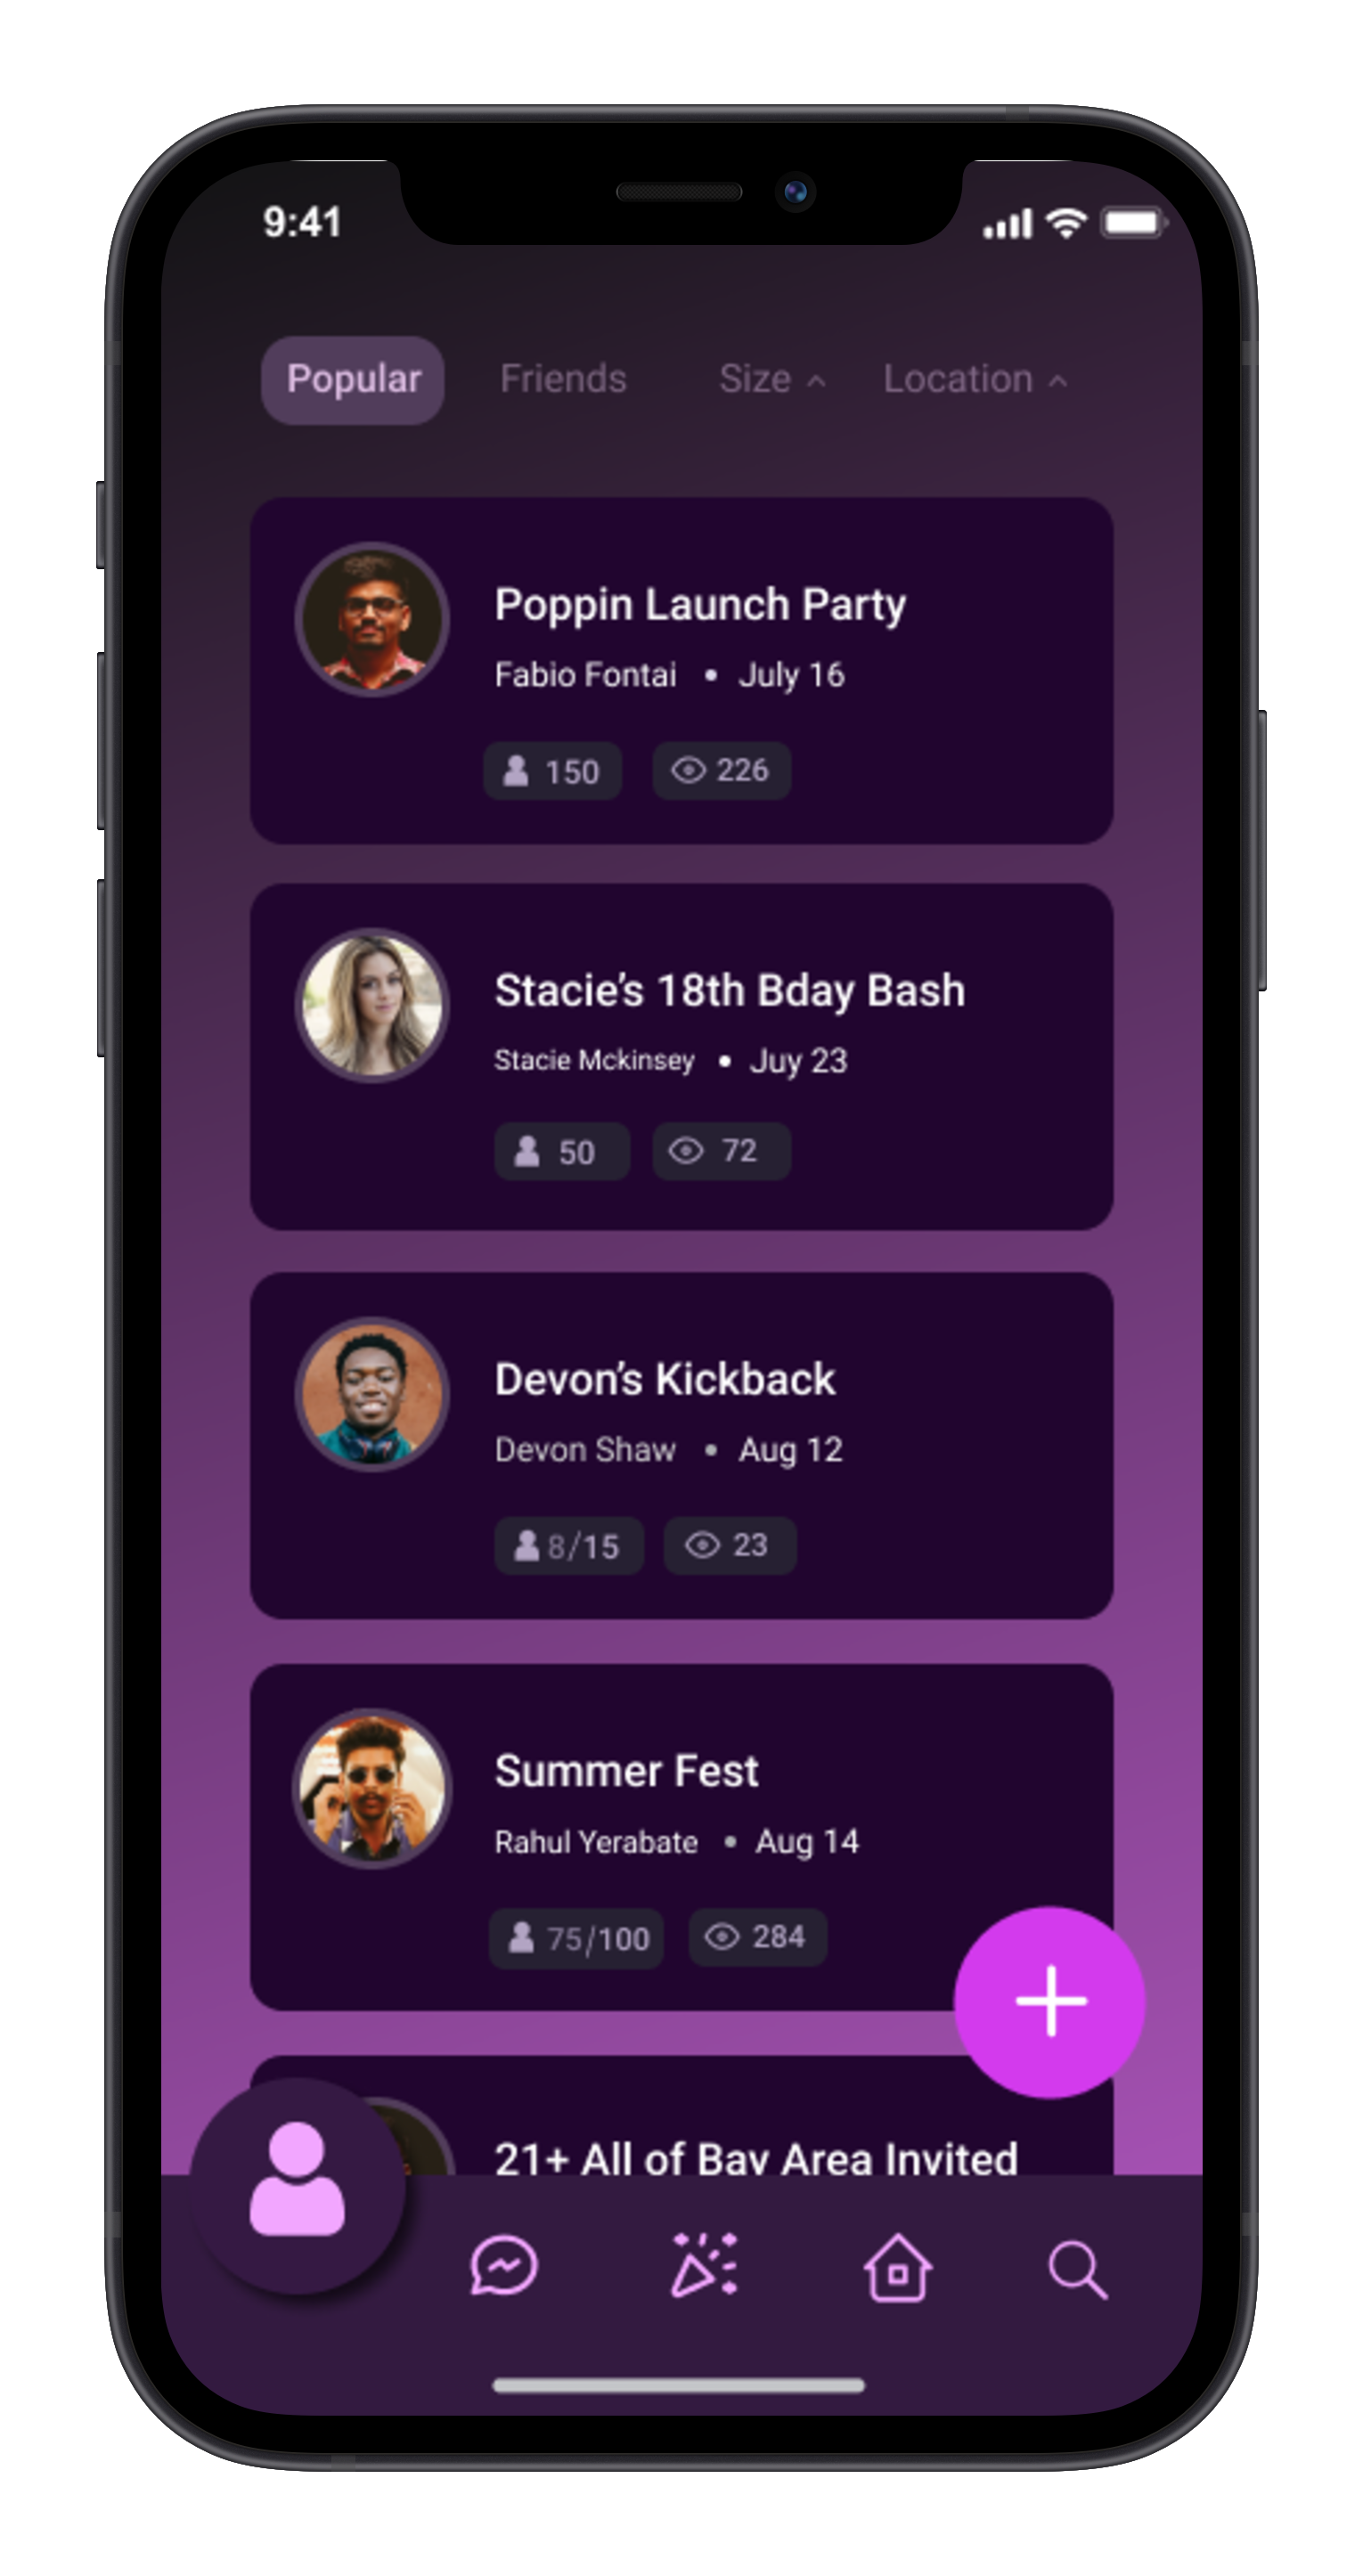 9:41
Popular Friends Size Location
Poppin Launch Party
Fabio Fontai • July 16
150 226
Stacie's 18th Bday Bash
Stacie Mckinsey • Juy 23
50 72
Devon's Kickback
Devon Shaw • Aug 12
8/15 23
Summer Fest
Rahul Yerabate • Aug 14
75/100 284
21+ All of Bay Area Invited